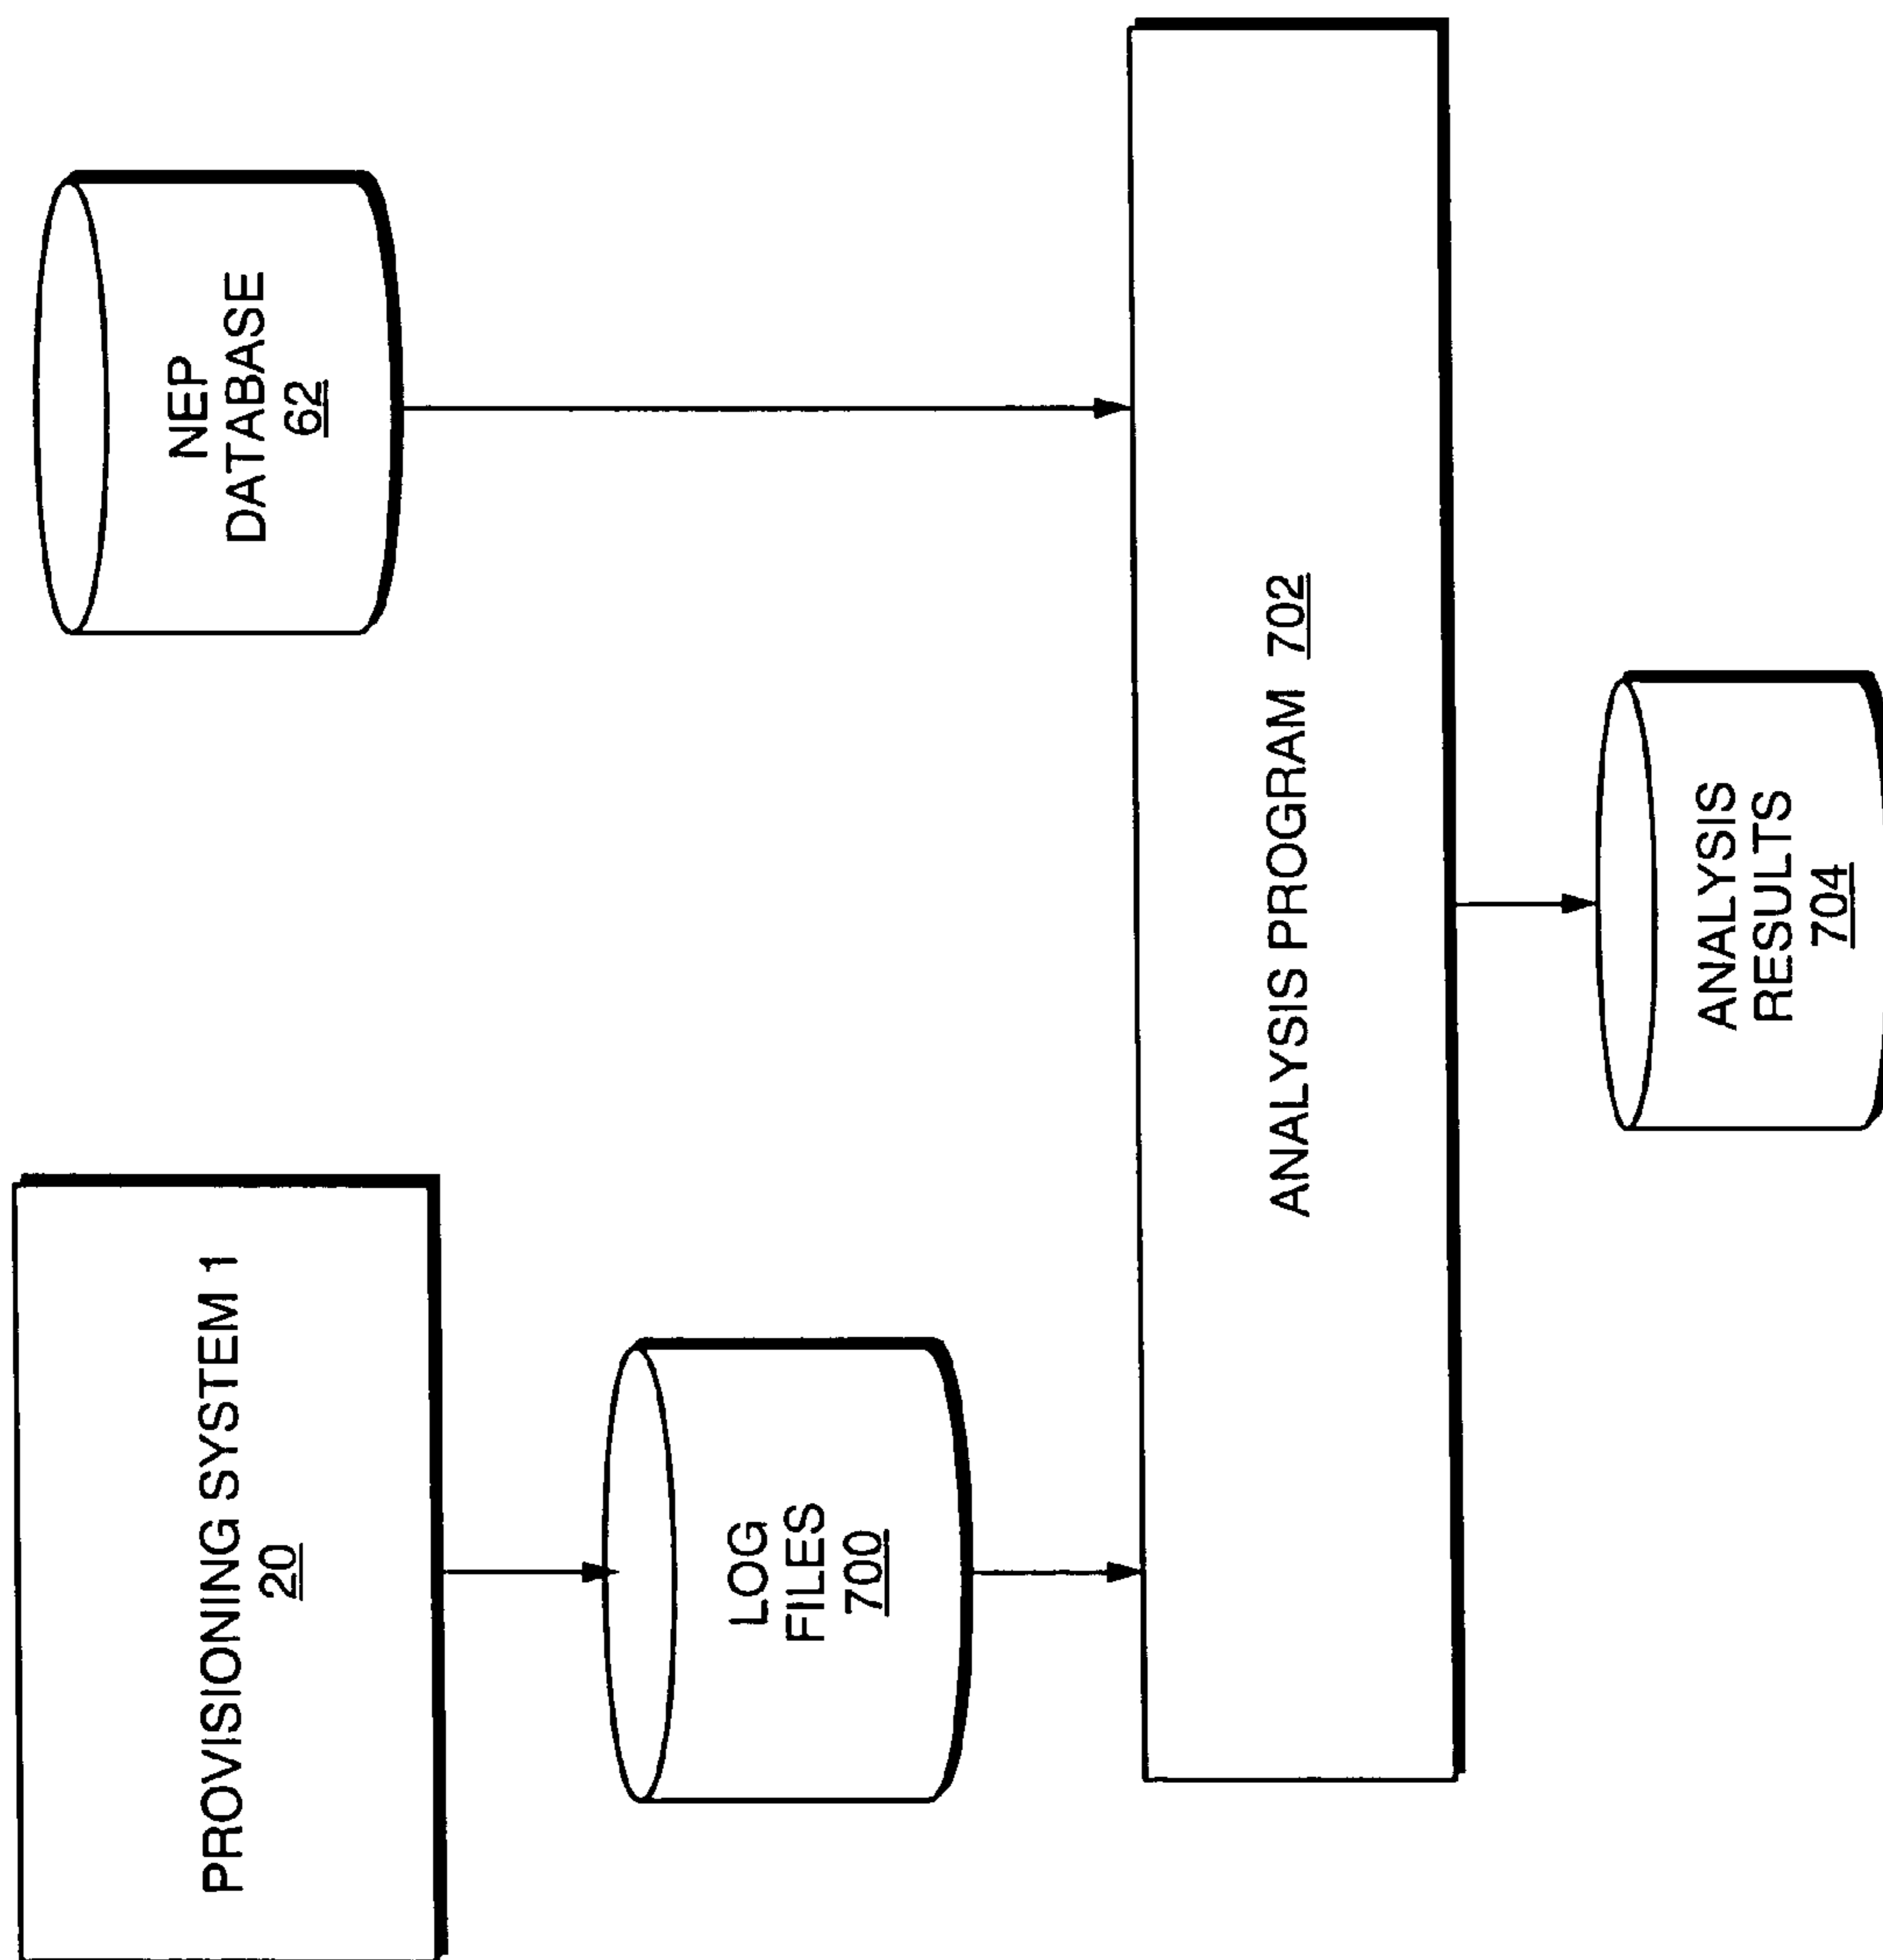 PROVISIONING SYSTEM 1
20
NEP
DATABASE
62
LOG
FILES
700
ANALYSIS PROGRAM 702
ANALYSIS
RESULTS
704